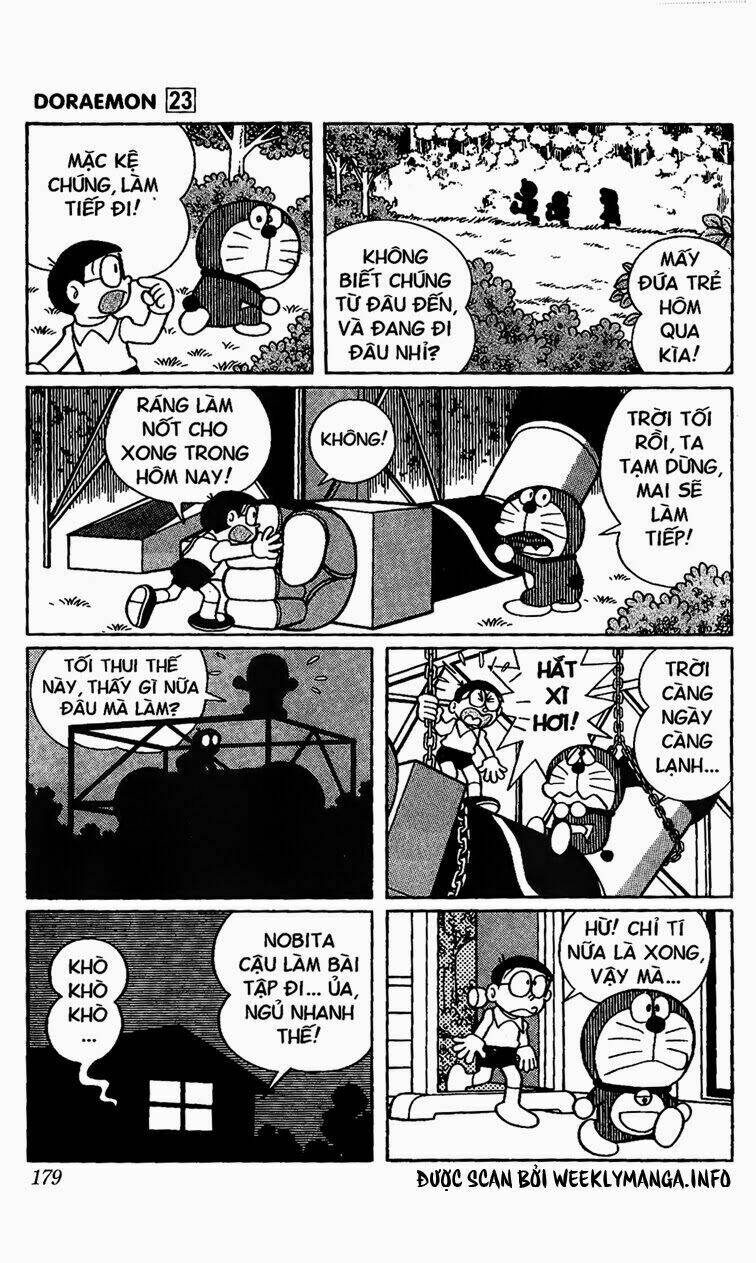 DORAEMON 23
MẤY
ĐỨA TRẺ
HÔM
QUA
KÌA!
KHÔNG
BIẾT CHÚNG
TỪ ĐÂU ĐẾN,
VÀ ĐANG ĐI
ĐÂU NHỈ?
MẶC KỆ
CHÚNG, LÀM
TIẾP ĐI!
TRỜI TỐI
RỒI, TA
TẠM DỪNG,
MAI SẼ
LÀM
TIẾP!
KHÔNG!
RÁNG LÀM
NỐT CHO
XONG TRONG
HÔM NAY!
TRỜI
CÀNG
NGÀY
CÀNG
LẠNH...
HẮT
XÌ
HƠI!
TỐI THUI THẾ
NÀY, THẤY GÌ NỮA
ĐÂU MÀ LÀM?
HỪ! CHỈ TÍ
NỮA LÀ XONG,
VẬY MÀ...
NOBITA
CẬU LÀM BÀI
TẬP ĐI... ỦA,
NGỦ NHANH
THẾ!
KHÒ
KHÒ
KHÒ
...
179
ĐƯỢC SCAN BỞI WEEKLYMANGA.INFO